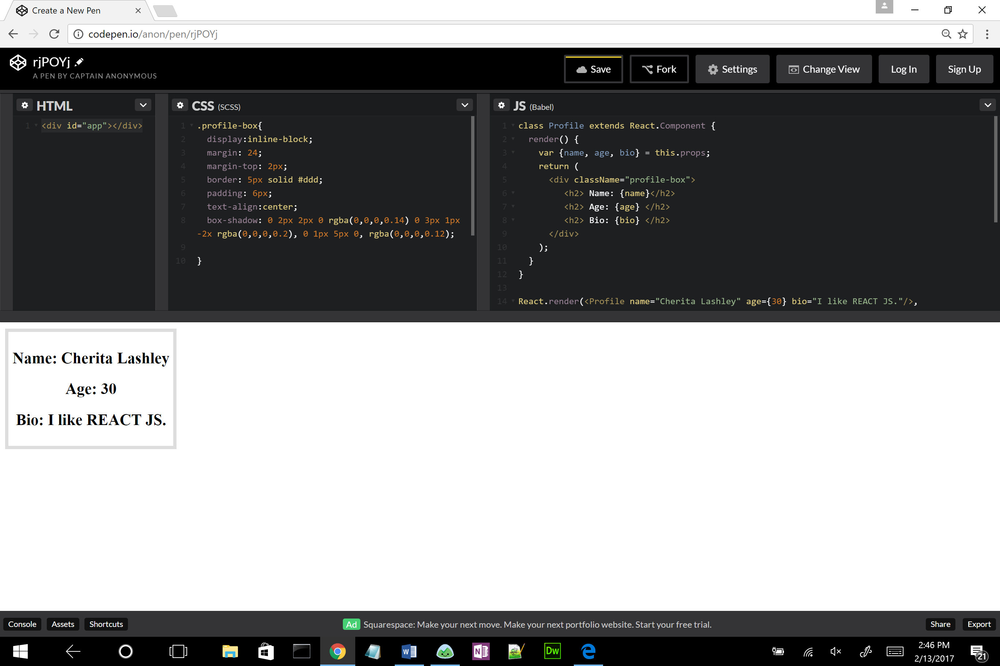 Create a New Pen
codepen.io/anon/pen/rjPOYj
rjPOYj
A PEN BY CAPTAIN ANONYMOUS
Save
Fork
Settings
Change View
Log In
Sign Up
HTML
1 <div id="app"></div>
CSS (SCSS)
1 .profile-box{
2 display:inline-block;
3 margin: 24;
4 margin-top: 2px;
5 border: 5px solid #ddd;
6 padding: 6px;
7 text-align:center;
8 box-shadow: 0 2px 2px 0 rgba(0,0,0,0.14) 0 3px 1px
-2x rgba(0,0,0,0.2), 0 1px 5px 0, rgba(0,0,0,0.12);
9
10 }
JS (Babel)
1 class Profile extends React.Component {
2 render() {
3 var {name, age, bio} = this.props;
4 return (
5 <div className="profile-box">
6 <h2> Name: {name}</h2>
7 <h2> Age: {age} </h2>
8 <h2> Bio: {bio} </h2>
9 </div>
10 );
11 }
12 }
13
14 React.render(<Profile name="Cherita Lashley" age={30} bio="I like REACT JS."/>,
Name: Cherita Lashley
Age: 30
Bio: I like REACT JS.
Console
Assets
Shortcuts
Ad Squarespace: Make your next move. Make your next portfolio website. Start your free trial.
Share
Export
W
N
Dw
2:46 PM
2/13/2017
21